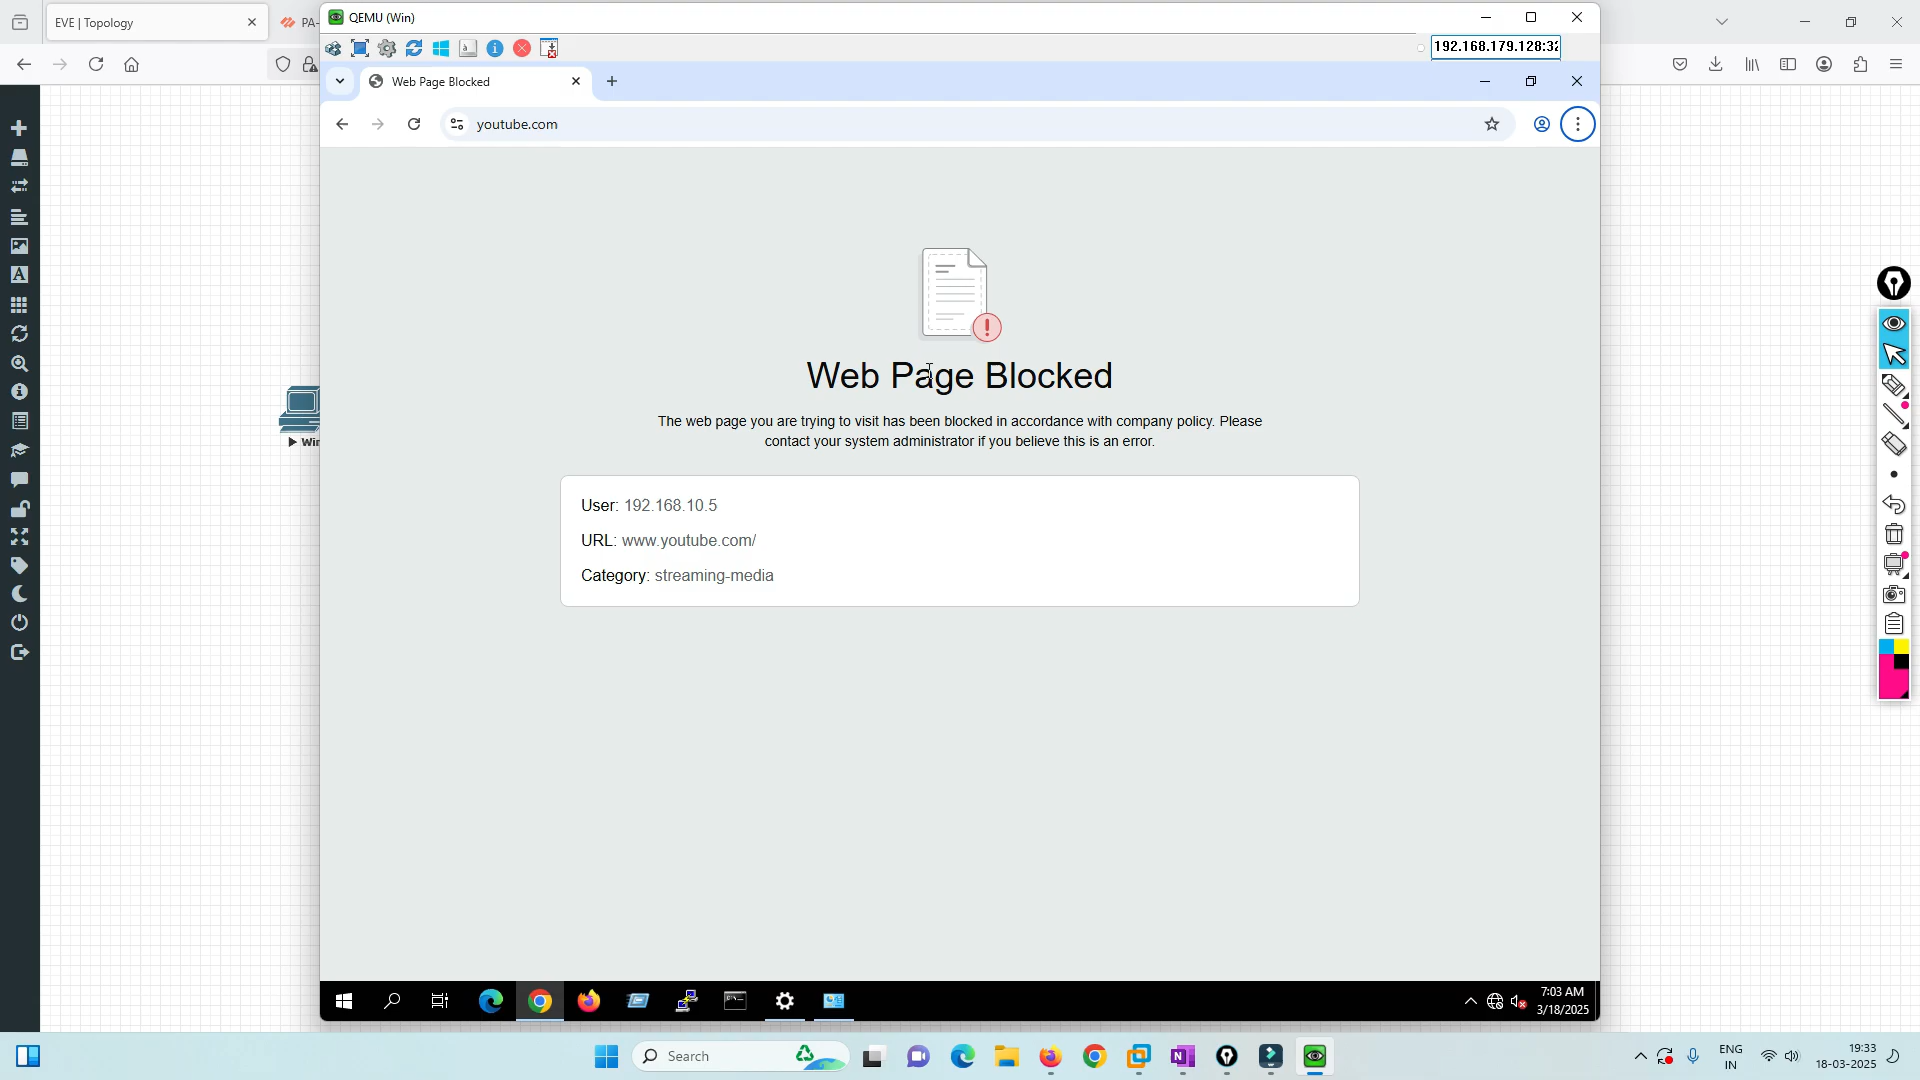 EVE | Topology
PA-
QEMU (Win)
192.168.179.128:32
Web Page Blocked
youtube.com
Web Page Blocked
The web page you are trying to visit has been blocked in accordance with company policy. Please
contact your system administrator if you believe this is an error.
User: 192.168.10.5
URL: www.youtube.com/
Category: streaming-media
Win
7:03 AM
3/18/2025
Search
ENG
IN
19:33
18-03-2025